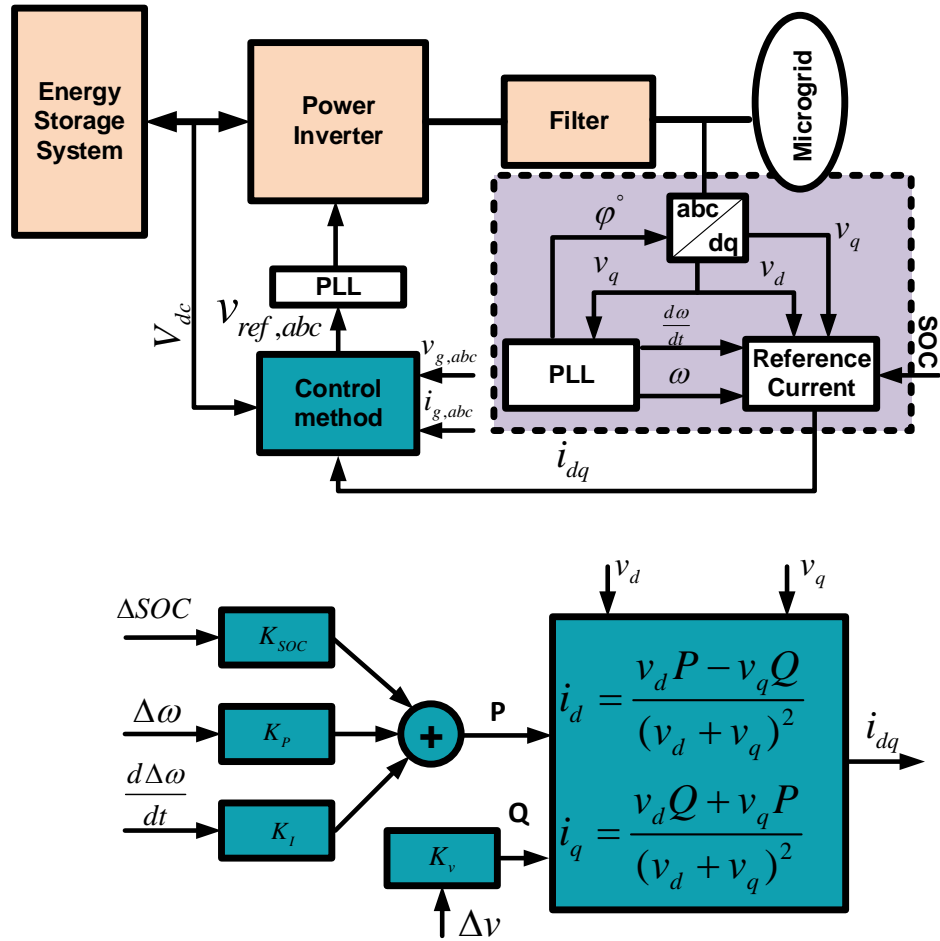 Energy
Storage
System
Power
Inverter
Filter
Microgrid
abc
dq
φ°
v_q
v_q
v_d
PLL
V_dc
v_ref,abc
dω/dt
SOC
v_g,abc
PLL
ω
Reference
Current
Control
method
i_g,abc
i_dq
v_d
v_q
ΔSOC
K_SOC
i_d = (v_d P − v_q Q) / (v_d + v_q)^2
Δω
K_P
+
P
i_dq
dΔω/dt
K_I
Q
i_q = (v_d Q + v_q P) / (v_d + v_q)^2
K_v
Δv